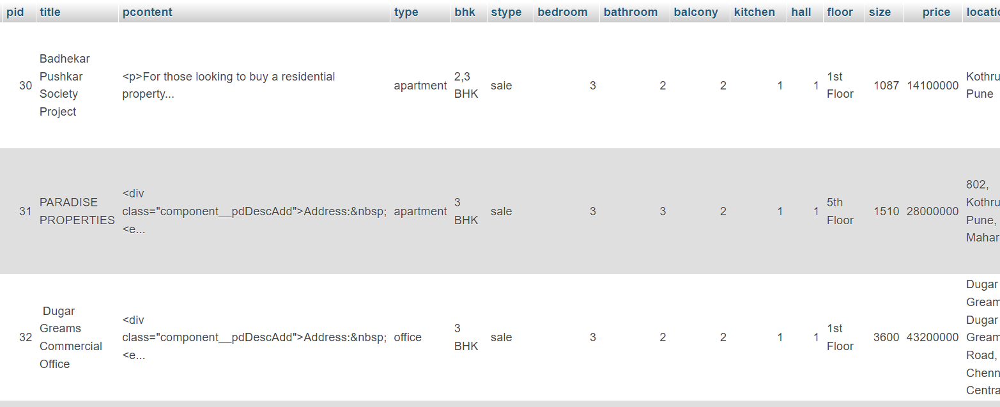 pid title pcontent type bhk stype bedroom bathroom balcony kitchen hall floor size price locatio
30
Badhekar
Pushkar
Society
Project
<p>For those looking to buy a residential
property...
apartment
2,3
BHK
saie
3
2
2
1
1
1st
Floor
1087
14100000
Kothru
Pune
31
PARADISE
PROPERTIES
<div
class="component__pdDescAdd">Address:&nbsp;
<e...
apartment
3
BHK
sale
3
3
2
1
1
5th
Floor
1510
28000000
802,
Kothru
Pune,
Mahar
32
Dugar
Greams
Commercial
Office
<div
class="component__pdDescAdd">Address:&nbsp;
<e...
office
3
BHK
sale
3
2
2
1
1
1st
Floor
3600
43200000
Dugar
Gream
Dugar
Gream
Road,
Chenn
Centra